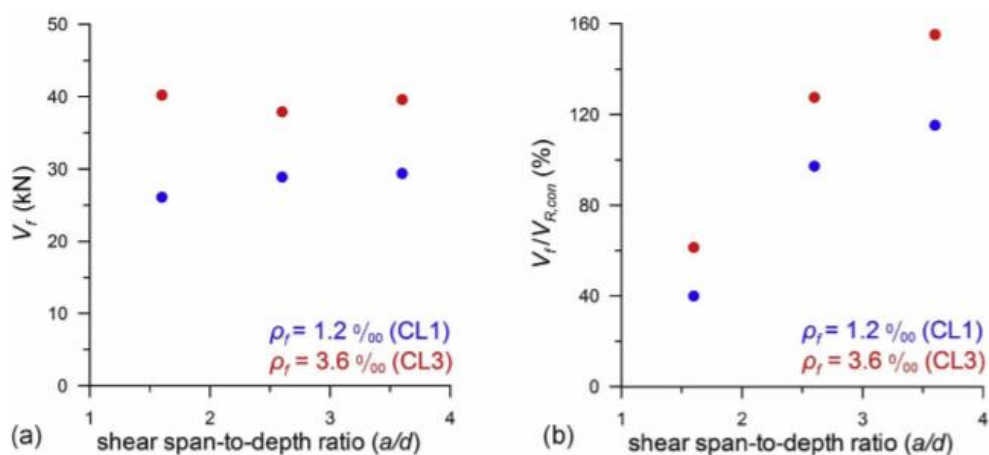 50
40
30
20
10
0
V_f (kN)
1 2 3 4
(a) shear span-to-depth ratio (a/d)
ρ_f = 1.2 ‱ (CL1)
ρ_f = 3.6 ‱ (CL3)
160
120
80
40
0
V_f/V_R,con (%)
1 2 3 4
(b) shear span-to-depth ratio (a/d)
ρ_f = 1.2 ‱ (CL1)
ρ_f = 3.6 ‱ (CL3)